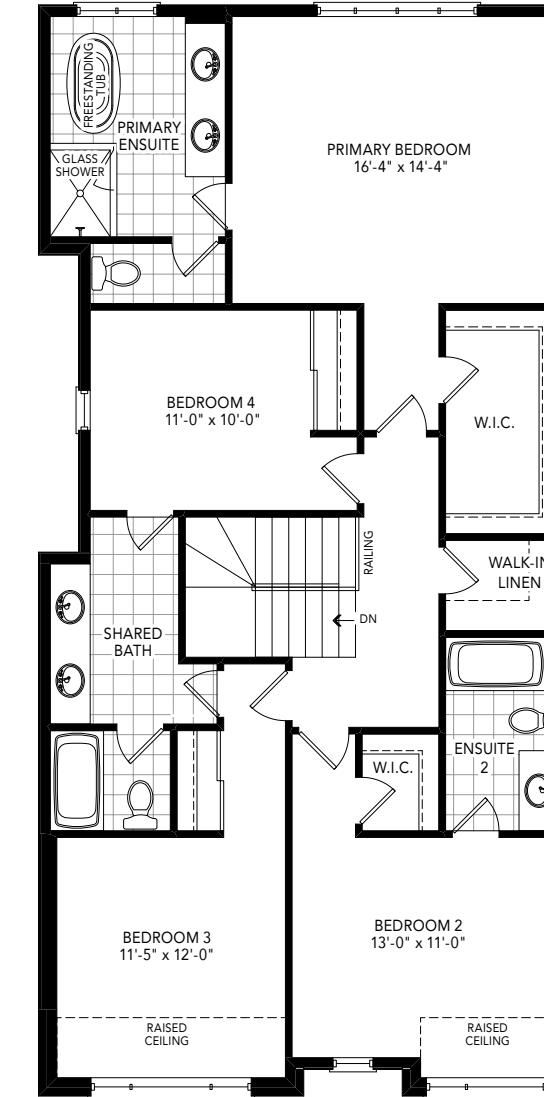 FREESTANDING
TUB
PRIMARY
ENSUITE
GLASS
SHOWER
PRIMARY BEDROOM
16'-4" x 14'-4"
BEDROOM 4
11'-0" x 10'-0"
W.I.C.
RAILING
WALK-IN
LINEN
DN
SHARED
BATH
ENSUITE
2
W.I.C.
BEDROOM 3
11'-5" x 12'-0"
BEDROOM 2
13'-0" x 11'-0"
RAISED
CEILING
RAISED
CEILING